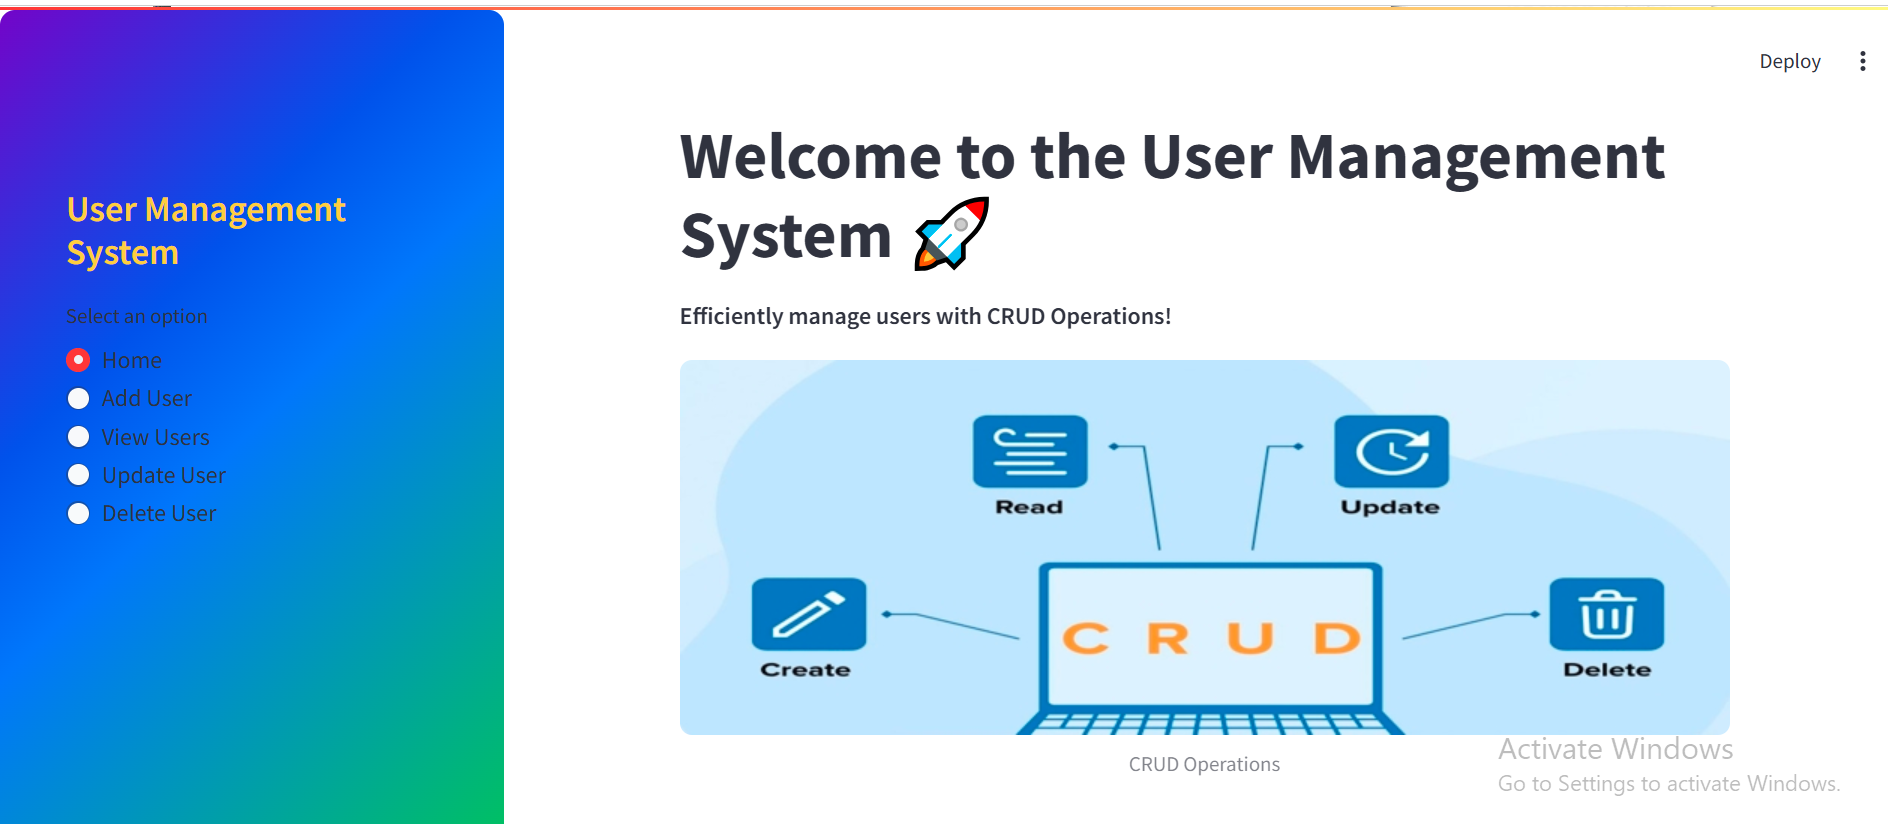 Deploy
User Management
System
Select an option
Home
Add User
View Users
Update User
Delete User
Welcome to the User Management
System 🚀
Efficiently manage users with CRUD Operations!
Read
Update
Create
C R U D
Delete
CRUD Operations
Activate Windows
Go to Settings to activate Windows.